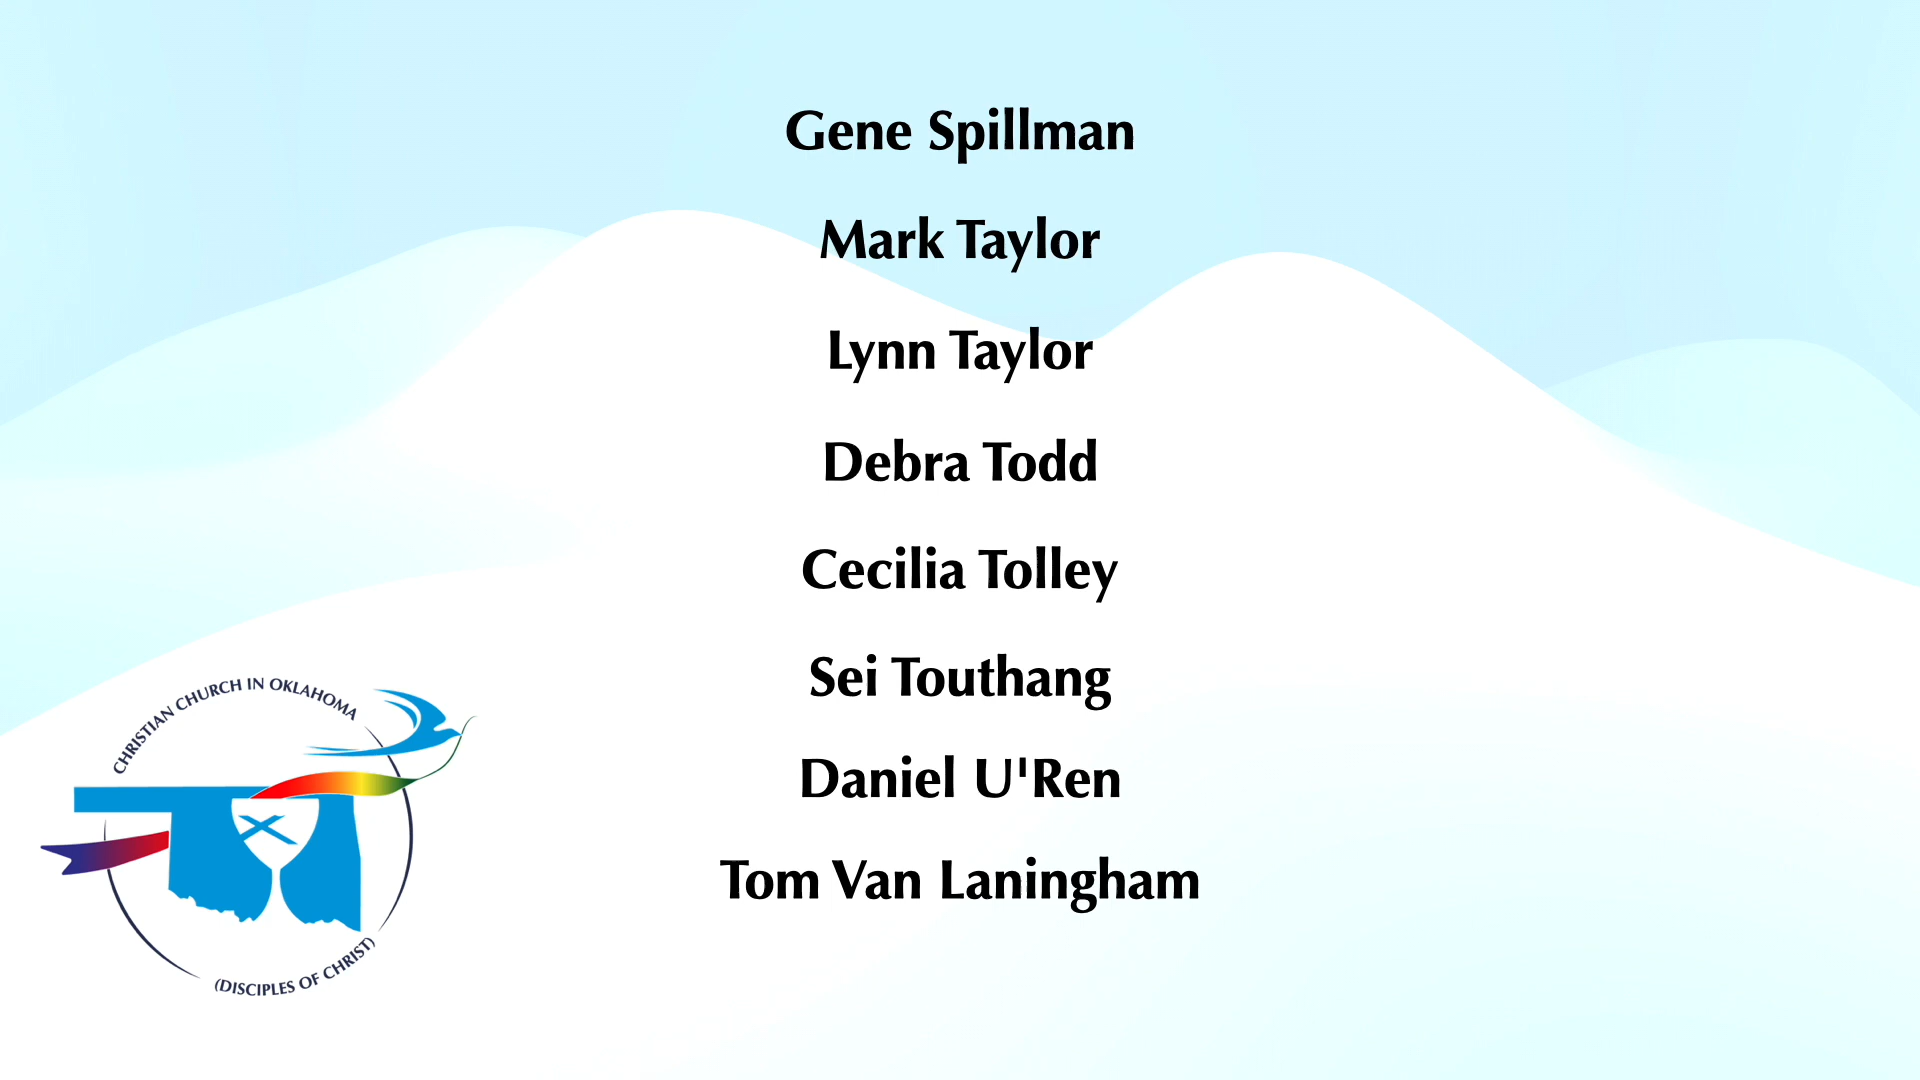 Gene Spillman
Mark Taylor
Lynn Taylor
Debra Todd
Cecilia Tolley
Sei Touthang
Daniel U'Ren
Tom Van Laningham
CHRISTIAN CHURCH IN OKLAHOMA
(DISCIPLES OF CHRIST)